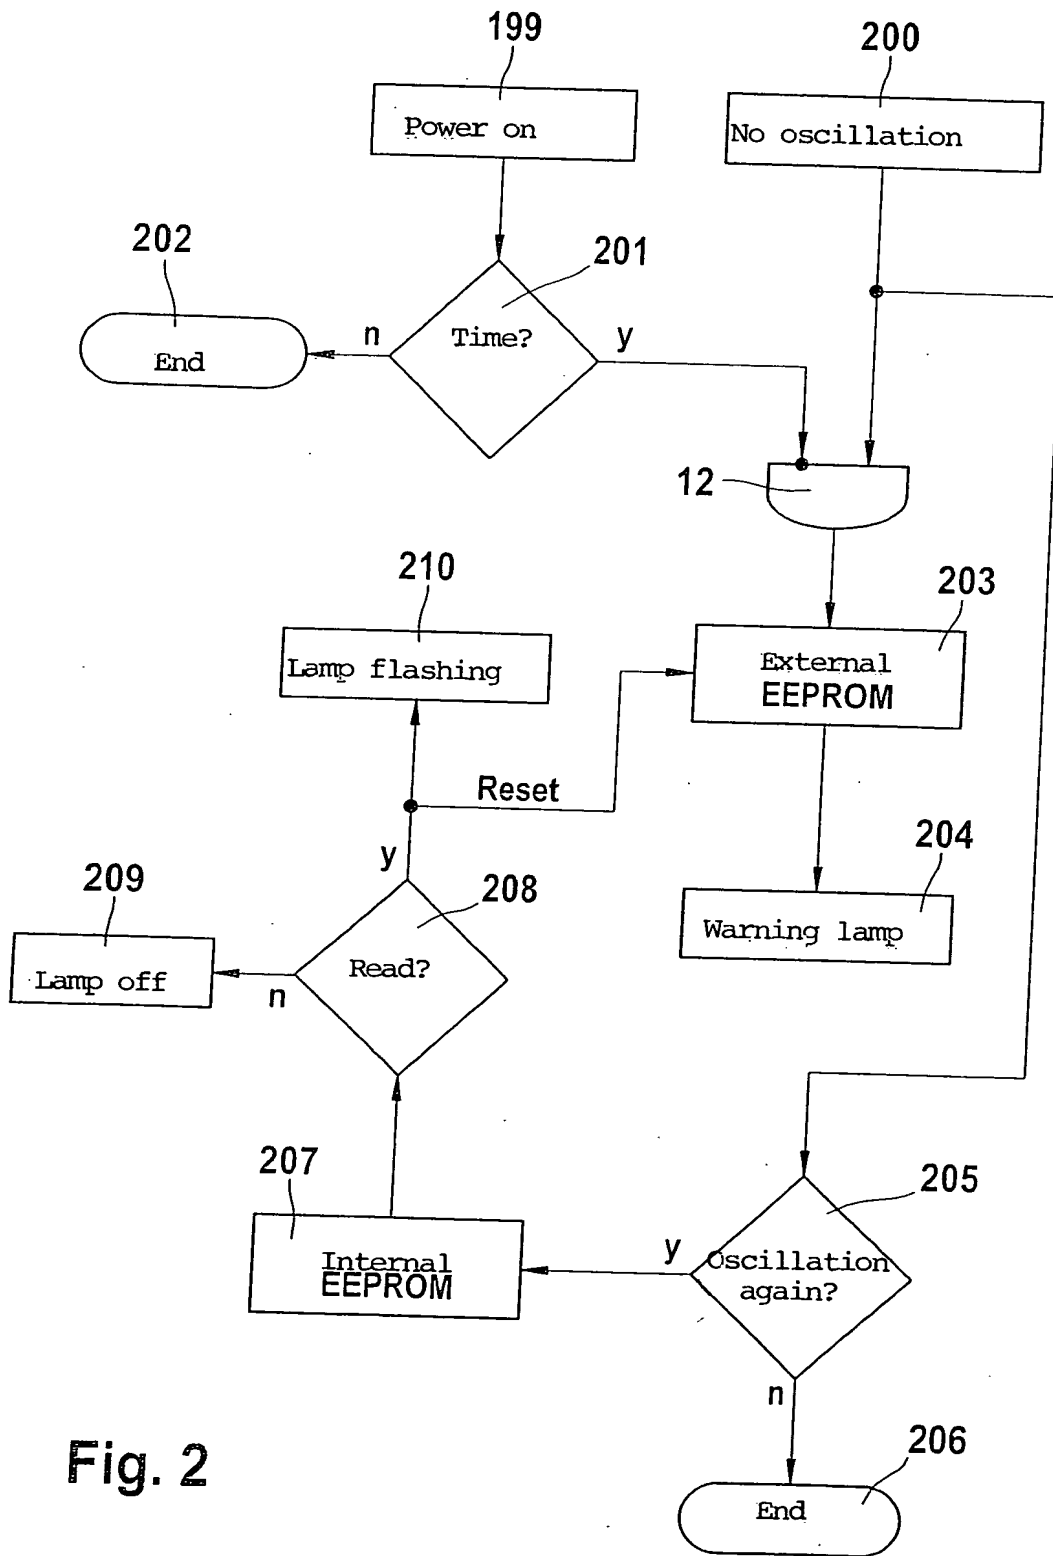 199
200
Power on
No oscillation
202
201
Time?
n
y
End
12
210
203
Lamp flashing
External
EEPROM
Reset
y
204
209
208
Warning lamp
Read?
Lamp off
n
207
205
Internal
EEPROM
y
Oscillation
again?
n
206
End
Fig. 2